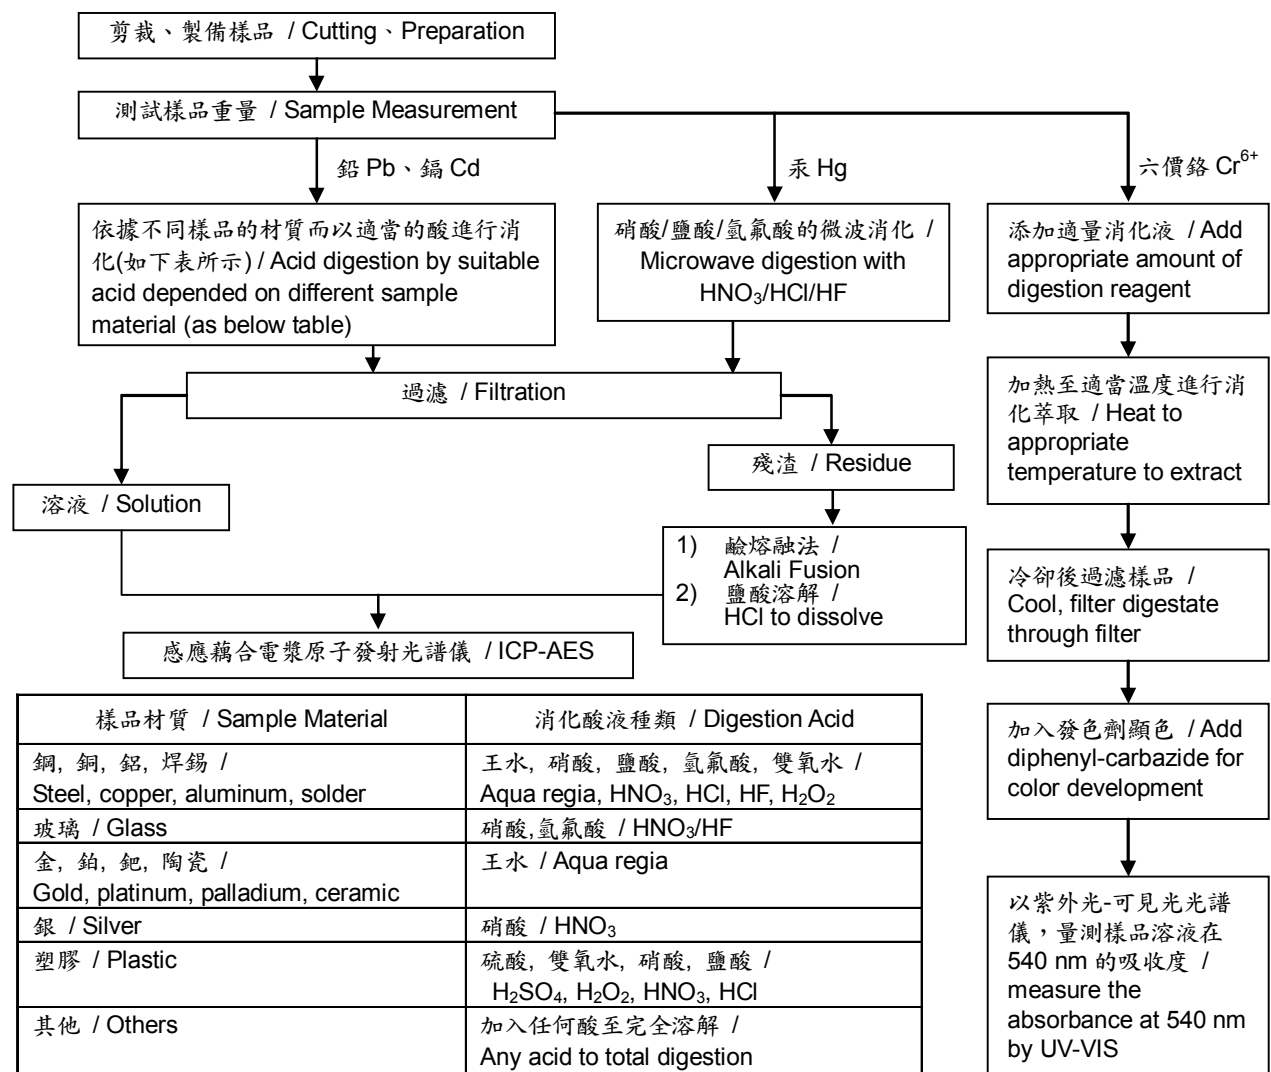 剪裁、製備樣品 / Cutting、Preparation
測試樣品重量 / Sample Measurement
鉛 Pb、鎘 Cd
汞 Hg
六價鉻 Cr⁶⁺
依據不同樣品的材質而以適當的酸進行消
化(如下表所示) / Acid digestion by suitable
acid depended on different sample
material (as below table)
硝酸/鹽酸/氫氟酸的微波消化 /
Microwave digestion with
HNO₃/HCl/HF
添加適量消化液 / Add
appropriate amount of
digestion reagent
過濾 / Filtration
加熱至適當溫度進行消
化萃取 / Heat to
appropriate
temperature to extract
殘渣 / Residue
溶液 / Solution
1) 鹼熔融法 /
Alkali Fusion
2) 鹽酸溶解 /
HCl to dissolve
冷卻後過濾樣品 /
Cool, filter digestate
through filter
感應藕合電漿原子發射光譜儀 / ICP-AES
加入發色劑顯色 / Add
diphenyl-carbazide for
color development
以紫外光-可見光光譜
儀，量測樣品溶液在
540 nm 的吸收度 /
measure the
absorbance at 540 nm
by UV-VIS
樣品材質 / Sample Material
消化酸液種類 / Digestion Acid
鋼, 銅, 鋁, 焊錫 /
Steel, copper, aluminum, solder
王水, 硝酸, 鹽酸, 氫氟酸, 雙氧水 /
Aqua regia, HNO₃, HCl, HF, H₂O₂
玻璃 / Glass
硝酸,氫氟酸 / HNO₃/HF
金, 鉑, 鈀, 陶瓷 /
Gold, platinum, palladium, ceramic
王水 / Aqua regia
銀 / Silver
硝酸 / HNO₃
塑膠 / Plastic
硫酸, 雙氧水, 硝酸, 鹽酸 /
H₂SO₄, H₂O₂, HNO₃, HCl
其他 / Others
加入任何酸至完全溶解 /
Any acid to total digestion